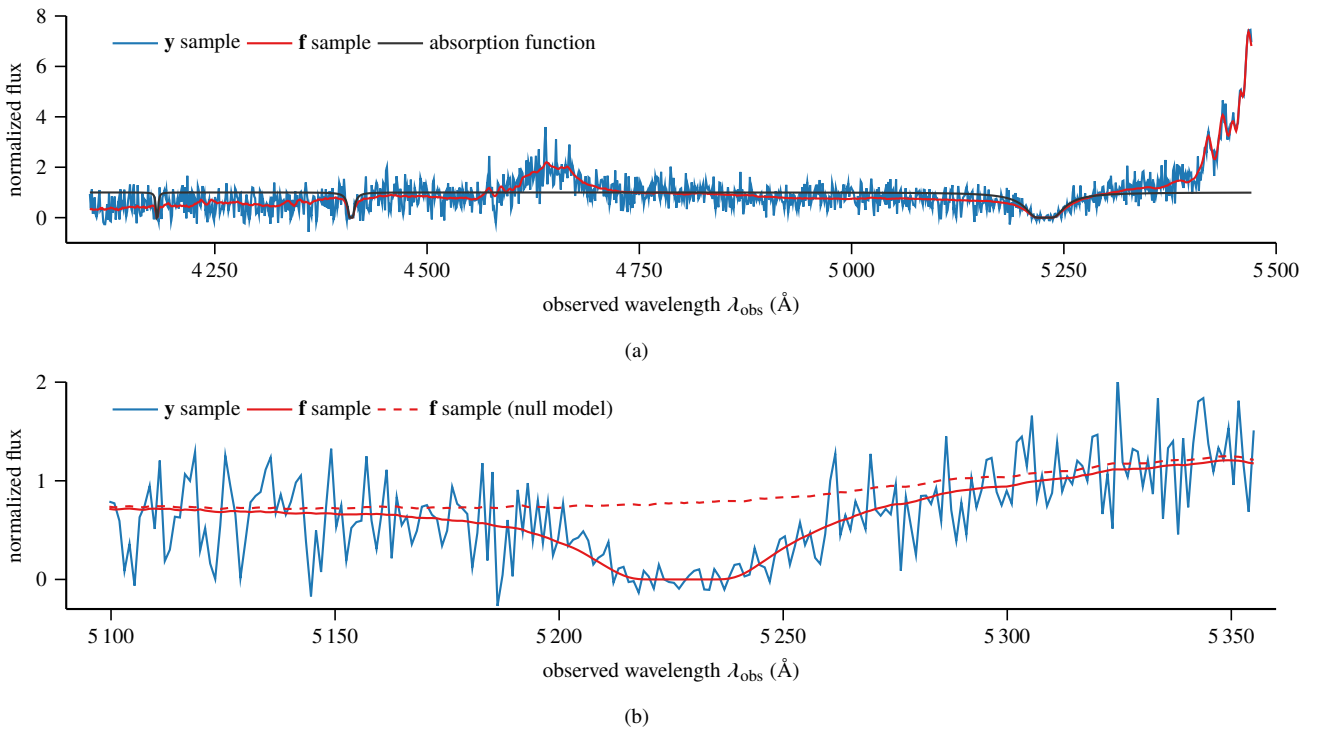 8
6
4
2
0
normalized flux
y sample
f sample
absorption function
4 250
4 500
4 750
5 000
5 250
5 500
observed wavelength λobs (Å)
(a)
2
1
0
normalized flux
y sample
f sample
f sample (null model)
5 100
5 150
5 200
5 250
5 300
5 350
observed wavelength λobs (Å)
(b)